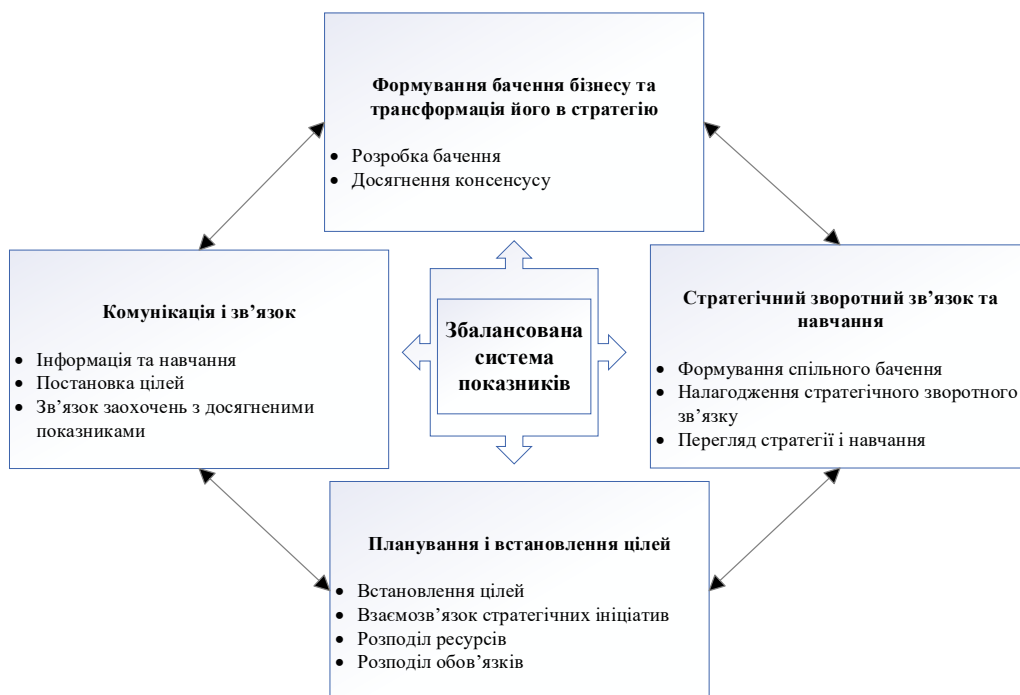 Формування бачення бізнесу та
трансформація його в стратегію
• Розробка бачення
• Досягнення консенсусу
Комунікація і зв’язок
• Інформація та навчання
• Постановка цілей
• Зв’язок заохочень з досягненими
показниками
Збалансована
система
показників
Стратегічний зворотний зв’язок та
навчання
• Формування спільного бачення
• Налагодження стратегічного зворотного
зв’язку
• Перегляд стратегії і навчання
Планування і встановлення цілей
• Встановлення цілей
• Взаємозв’язок стратегічних ініціатив
• Розподіл ресурсів
• Розподіл обов’язків